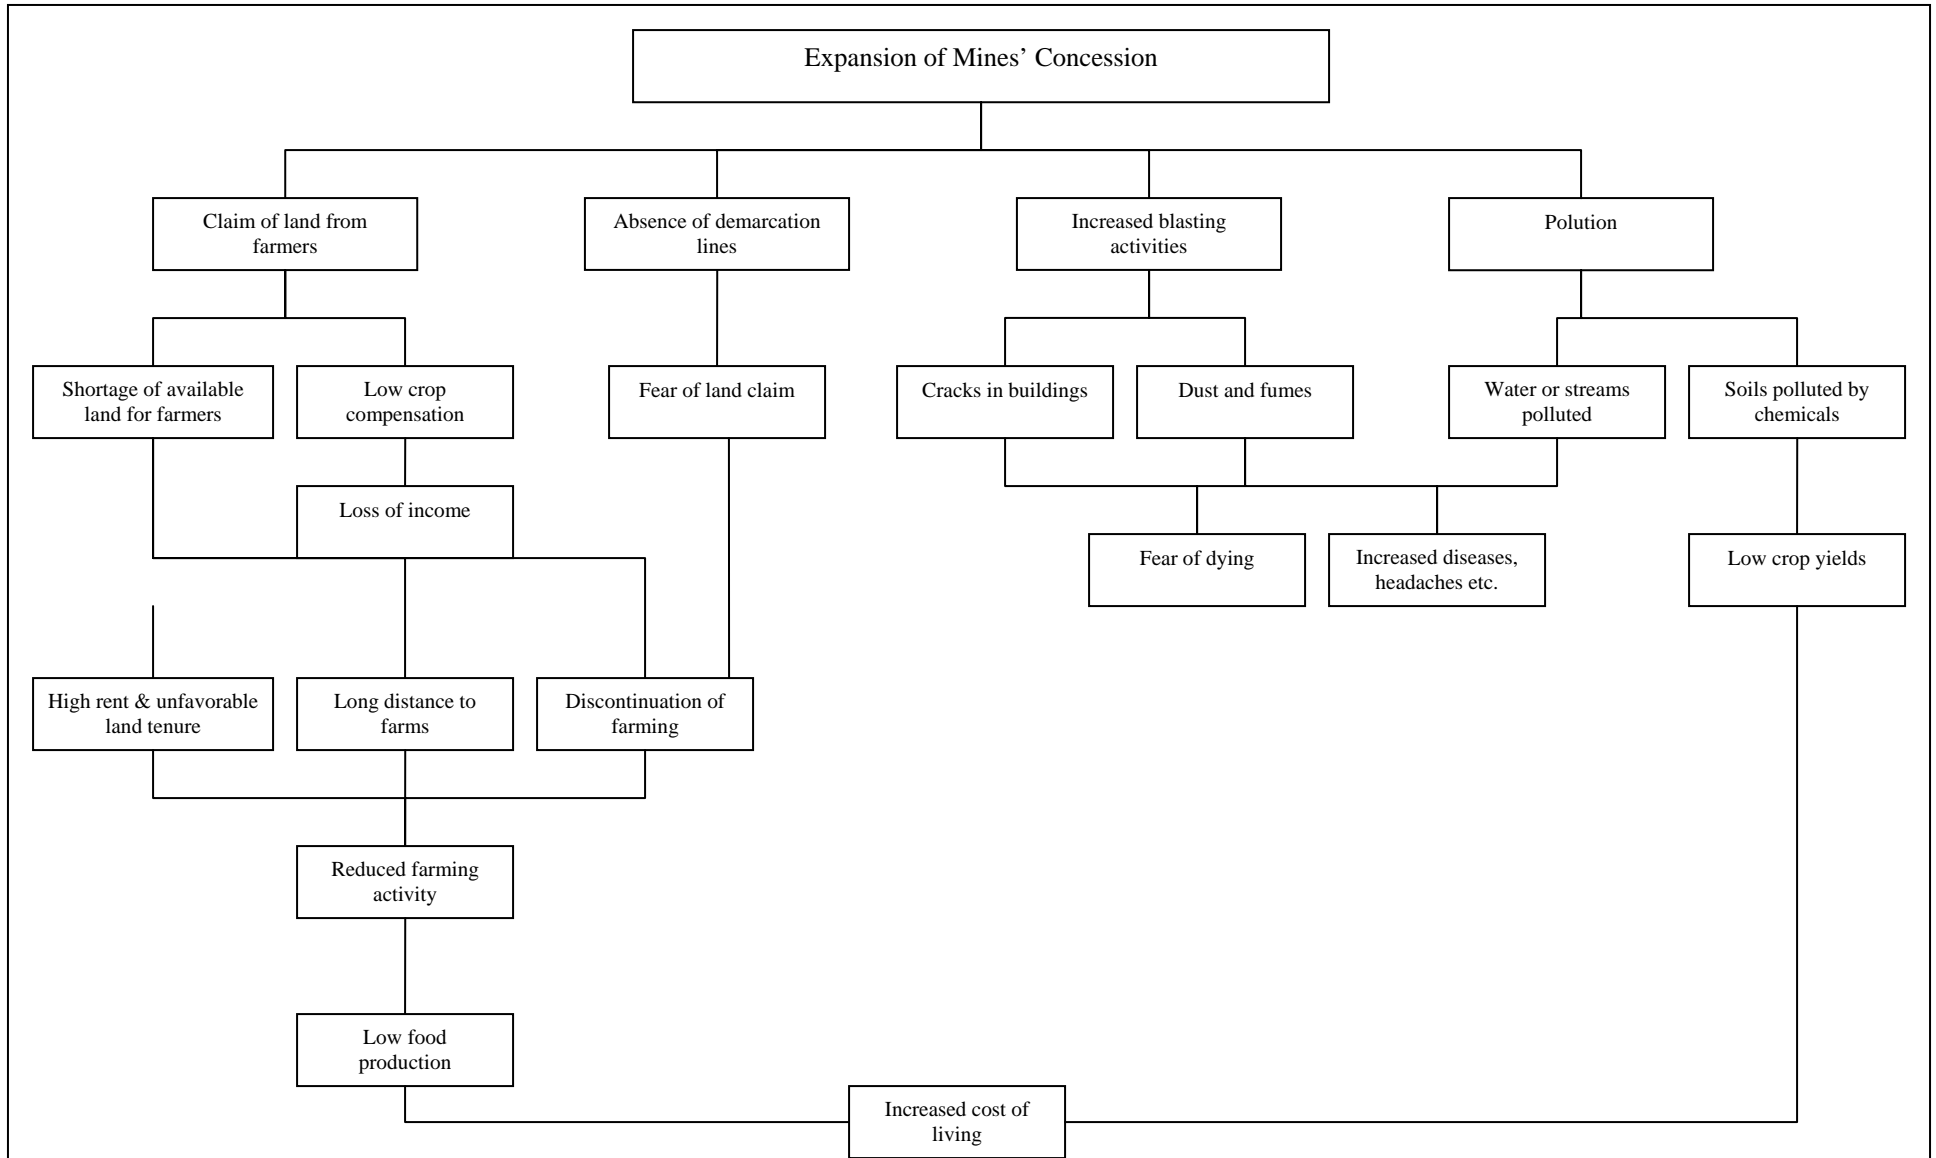 Expansion of Mines’ Concession
Claim of land from
farmers
Absence of demarcation
lines
Increased blasting
activities
Polution
Shortage of available
land for farmers
Low crop
compensation
Fear of land claim
Cracks in buildings
Dust and fumes
Water or streams
polluted
Soils polluted by
chemicals
Loss of income
Fear of dying
Increased diseases,
headaches etc.
Low crop yields
High rent & unfavorable
land tenure
Long distance to
farms
Discontinuation of
farming
Reduced farming
activity
Low food
production
Increased cost of
living